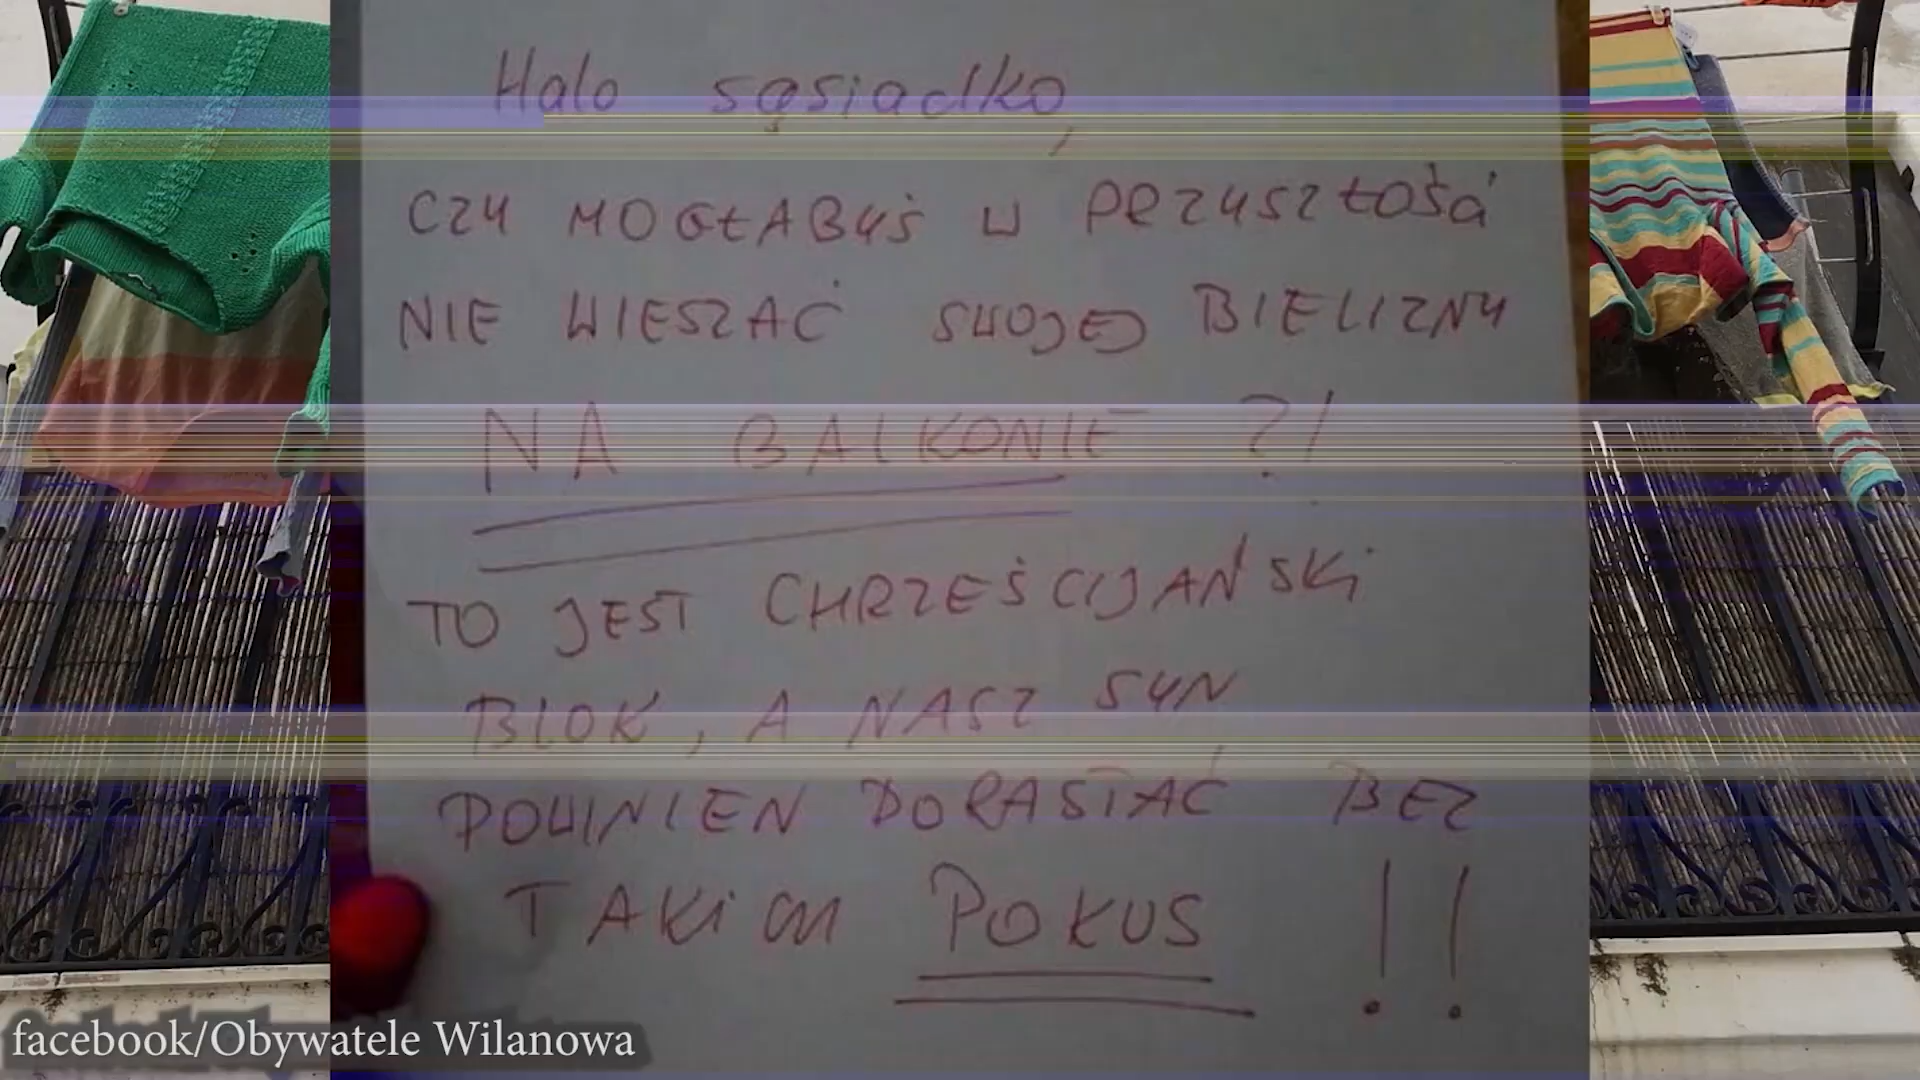 Halo sąsiadko,
CZY MOGŁABYŚ W PRZYSZŁOŚCI
NIE WIESZAĆ SWOJEJ BIELIZNY
NA BALKONIE ?!
TO JEST CHRZEŚCIJAŃSKI
BLOK, A NASZ SYN
POWINIEN DORASTAĆ BEZ
TAKICH POKUS !!
facebook/Obywatele Wilanowa